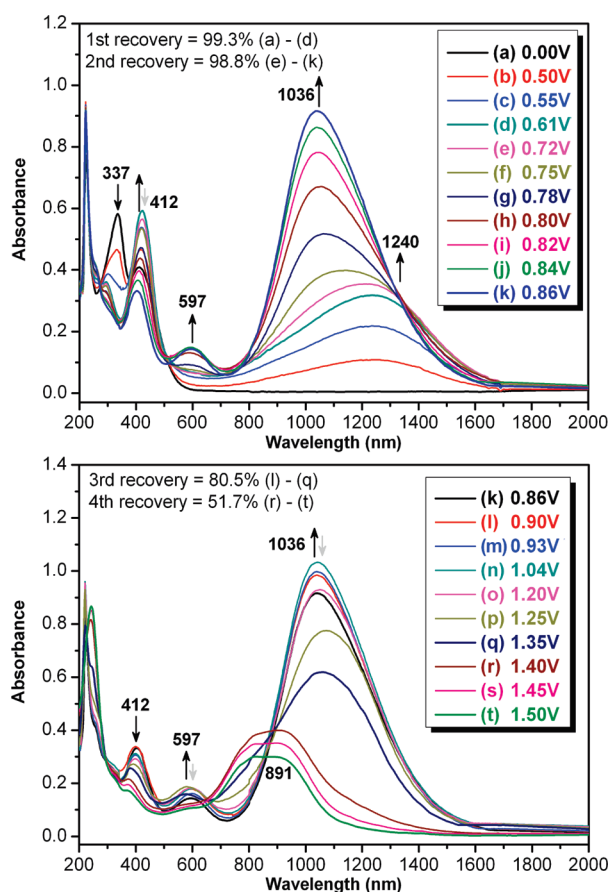 1st recovery = 99.3% (a) - (d)
2nd recovery = 98.8% (e) - (k)
1036
337
412
597
1240
(a) 0.00V
(b) 0.50V
(c) 0.55V
(d) 0.61V
(e) 0.72V
(f) 0.75V
(g) 0.78V
(h) 0.80V
(i) 0.82V
(j) 0.84V
(k) 0.86V
Absorbance
1.2
1.0
0.8
0.6
0.4
0.2
0.0
200 400 600 800 1000 1200 1400 1600 1800 2000
Wavelength (nm)
3rd recovery = 80.5% (l) - (q)
4th recovery = 51.7% (r) - (t)
1036
412
597
891
(k) 0.86V
(l) 0.90V
(m) 0.93V
(n) 1.04V
(o) 1.20V
(p) 1.25V
(q) 1.35V
(r) 1.40V
(s) 1.45V
(t) 1.50V
Absorbance
1.4
1.2
1.0
0.8
0.6
0.4
0.2
0.0
200 400 600 800 1000 1200 1400 1600 1800 2000
Wavelength (nm)